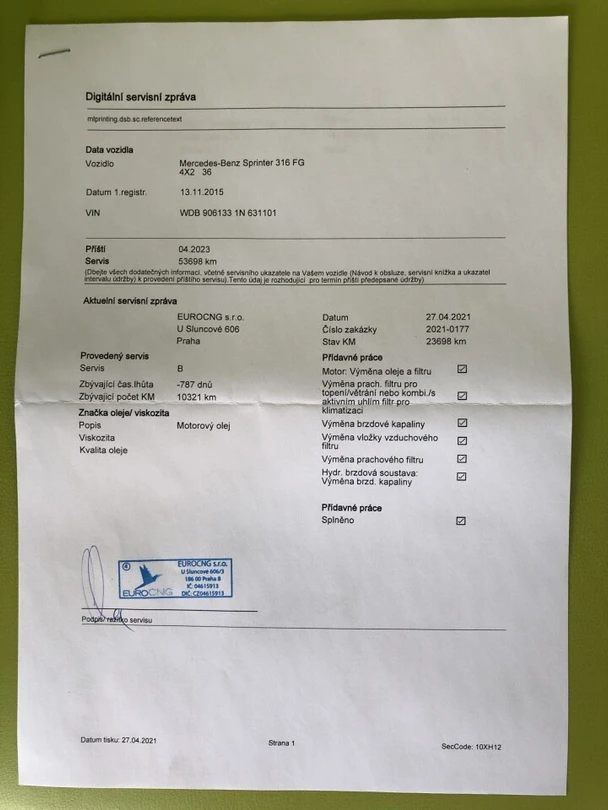 Digitální servisní zpráva
mlprinting.dsb.sc.referencetext
Data vozidla
Vozidlo Mercedes-Benz Sprinter 316 FG
4X2 36
Datum 1.registr. 13.11.2015
VIN WDB 906133 1N 631101
Příští 04.2023
Servis 53698 km
(Dbejte všech dodatečných informací, včetně servisního ukazatele na Vašem vozidle (Návod k obsluze, servisní knížka a ukazatel
intervalu údržby) k provedení příštího servisu).Tento údaj je rozhodující pro termín příští předepsané údržby)
Aktuelní servisní zpráva
EUROCNG s.r.o. Datum 27.04.2021
U Sluncové 606 Číslo zakázky 2021-0177
Praha Stav KM 23698 km
Provedený servis Přídavné práce
Servis B Motor: Výměna oleje a filtru
Zbývající čas.lhůta -787 dnů Výměna prach. filtru pro
topení/větrání nebo kombi./s
Zbývající počet KM 10321 km aktivním uhlím filtr pro
klimatizaci
Značka oleje/ viskozita
Popis Motorový olej Výměna brzdové kapaliny
Viskozita Výměna vložky vzduchového
filtru
Kvalita oleje
Výměna prachového filtru
Hydr. brzdová soustava:
Výměna brzd. kapaliny
Přídavné práce
Splněno
4 EUROCNG s.r.o.
U Sluncové 606/3
186 00 Praha 8
IČ: 04615913
EUROCNG DIČ: CZ04615913
Podpis/ razítko servisu
Datum tisku: 27.04.2021 Strana 1 SecCode: 10XH12